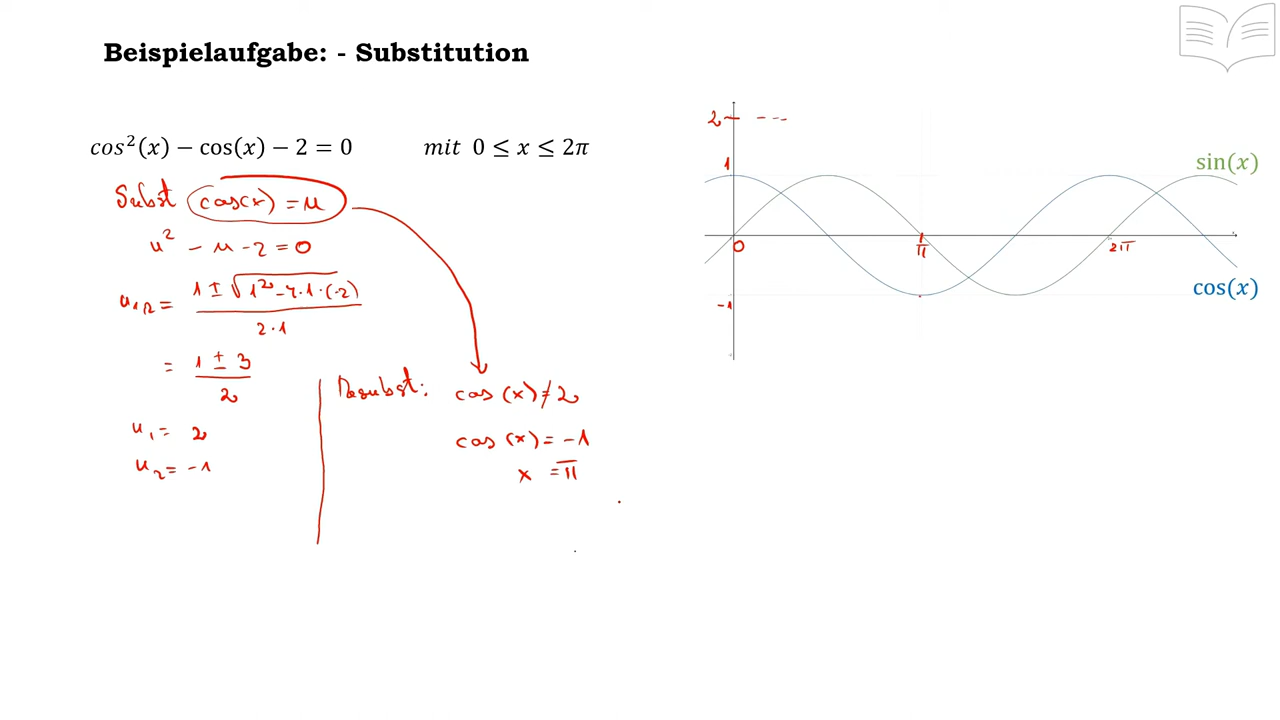 Beispielaufgabe: - Substitution
cos²(x) − cos(x) − 2 = 0 mit 0 ≤ x ≤ 2π
Subst cos(x) = u
u² − u − 2 = 0
u₁,₂ = (1 ± √(1² − 4·1·(−2))) / (2·1)
= (1 ± 3) / 2
u₁ = 2
u₂ = −1
Resubst: cos(x) ≠ 2
cos(x) = −1
x = π
2
1
sin(x)
0
π
2π
cos(x)
−1